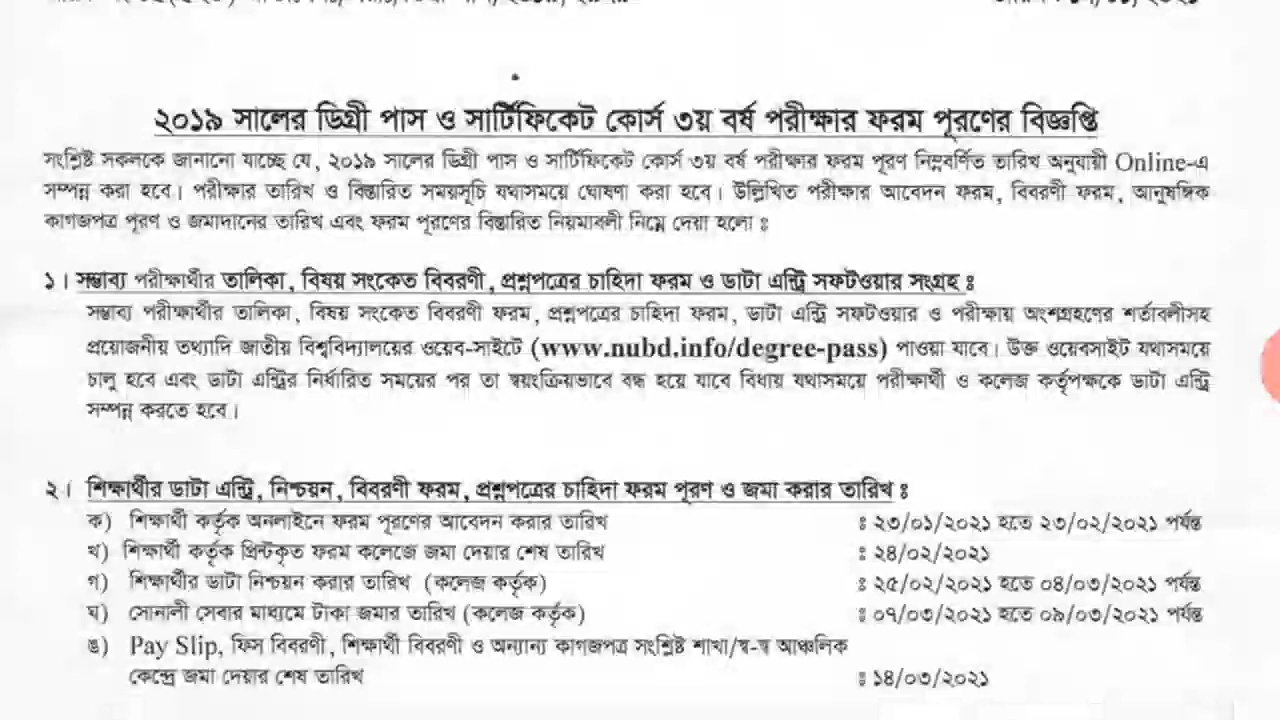 ২০১৯ সালের ডিগ্রী পাস ও সার্টিফিকেট কোর্স ৩য় বর্ষ পরীক্ষার ফরম পূরণের বিজ্ঞপ্তি
সংশ্লিষ্ট সকলকে জানানো যাচ্ছে যে, ২০১৯ সালের ডিগ্রী পাস ও সার্টিফিকেট কোর্স ৩য় বর্ষ পরীক্ষার ফরম পূরণ নিম্নবর্ণিত তারিখ অনুযায়ী Online-এ
সম্পন্ন করা হবে। পরীক্ষার তারিখ ও বিস্তারিত সময়সূচি যথাসময়ে ঘোষণা করা হবে। উল্লিখিত পরীক্ষার আবেদন ফরম, বিবরণী ফরম, আনুষঙ্গিক
কাগজপত্র পূরণ ও জমাদানের তারিখ এবং ফরম পূরণের বিস্তারিত নিয়মাবলী নিম্নে দেয়া হলো ঃ
১। সম্ভাব্য পরীক্ষার্থীর তালিকা, বিষয় সংকেত বিবরণী, প্রশ্নপত্রের চাহিদা ফরম ও ডাটা এন্ট্রি সফটওয়ার সংগ্রহ ঃ
সম্ভাব্য পরীক্ষার্থীর তালিকা, বিষয় সংকেত বিবরণী ফরম, প্রশ্নপত্রের চাহিদা ফরম, ডাটা এন্ট্রি সফটওয়ার ও পরীক্ষায় অংশগ্রহণের শর্তাবলীসহ
প্রয়োজনীয় তথ্যাদি জাতীয় বিশ্ববিদ্যালয়ের ওয়েব-সাইটে (www.nubd.info/degree-pass) পাওয়া যাবে। উক্ত ওয়েবসাইট যথাসময়ে
চালু হবে এবং ডাটা এন্ট্রির নির্ধারিত সময়ের পর তা স্বয়ংক্রিয়ভাবে বন্ধ হয়ে যাবে বিধায় যথাসময়ে পরীক্ষার্থী ও কলেজ কর্তৃপক্ষকে ডাটা এন্ট্রি
সম্পন্ন করতে হবে।
২। শিক্ষার্থীর ডাটা এন্ট্রি, নিশ্চয়ন, বিবরণী ফরম, প্রশ্নপত্রের চাহিদা ফরম পূরণ ও জমা করার তারিখ ঃ
ক) শিক্ষার্থী কর্তৃক অনলাইনে ফরম পূরণের আবেদন করার তারিখ ঃ ২৩/০১/২০২১ হতে ২৩/০২/২০২১ পর্যন্ত
খ) শিক্ষার্থী কর্তৃক প্রিন্টকৃত ফরম কলেজে জমা দেয়ার শেষ তারিখ ঃ ২৪/০২/২০২১
গ) শিক্ষার্থীর ডাটা নিশ্চয়ন করার তারিখ (কলেজ কর্তৃক) ঃ ২৫/০২/২০২১ হতে ০৪/০৩/২০২১ পর্যন্ত
ঘ) সোনালী সেবার মাধ্যমে টাকা জমার তারিখ (কলেজ কর্তৃক) ঃ ০৭/০৩/২০২১ হতে ০৯/০৩/২০২১ পর্যন্ত
ঙ) Pay Slip, ফিস বিবরণী, শিক্ষার্থী বিবরণী ও অন্যান্য কাগজপত্র সংশ্লিষ্ট শাখা/স্ব-স্ব আঞ্চলিক
কেন্দ্রে জমা দেয়ার শেষ তারিখ ঃ ১৪/০৩/২০২১